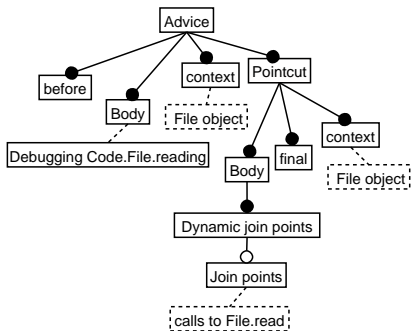 Advice
before
Body
context
Pointcut
File object
Debugging Code.File.reading
Body
final
context
File object
Dynamic join points
Join points
calls to File.read